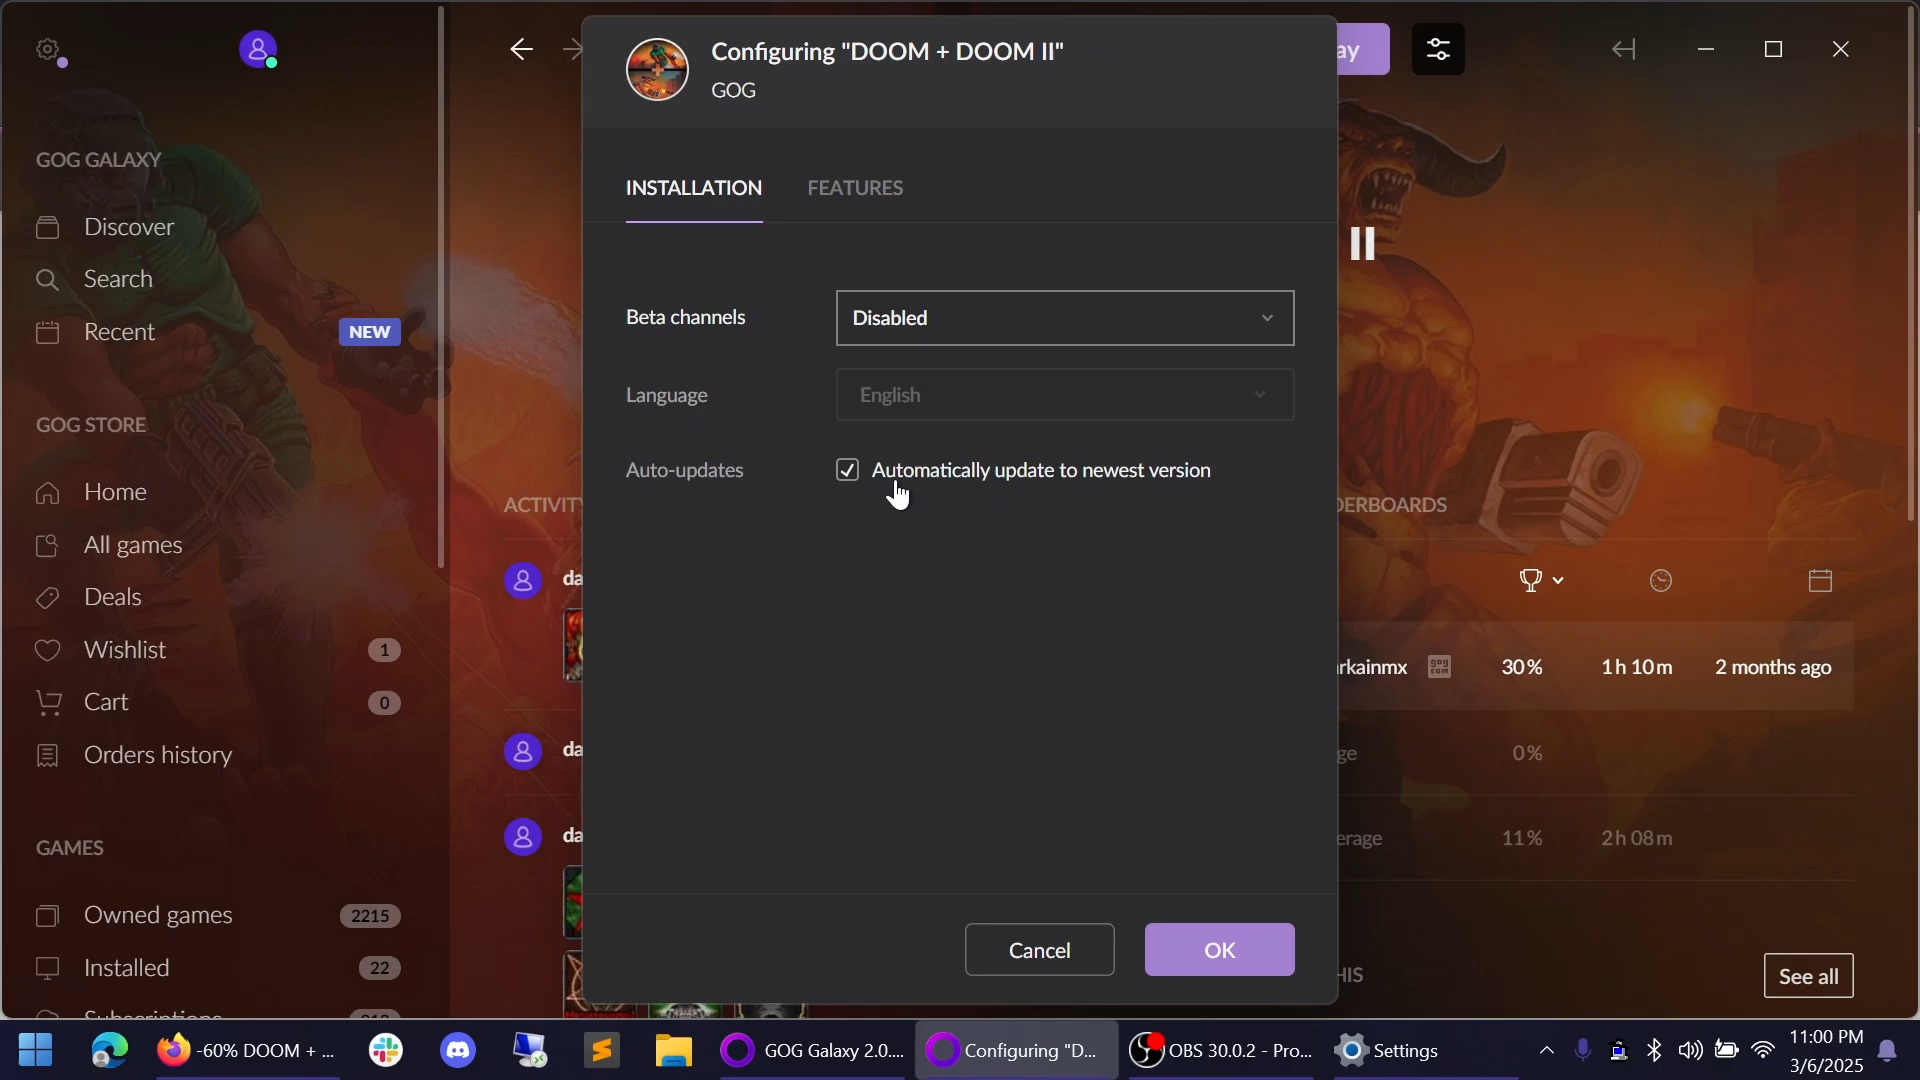 Configuring "DOOM + DOOM II"
GOG
ay
GOG GALAXY
Discover
Search
Recent
NEW
GOG STORE
Home
All games
Deals
Wishlist
1
Cart
0
Orders history
GAMES
Owned games
2215
Installed
22
Subscriptions
INSTALLATION
FEATURES
Beta channels
Disabled
Language
English
Auto-updates
Automatically update to newest version
Cancel
OK
ACTIVIT
da
da
da
DERBOARDS
rkainmx
gog com
30%
1h 10m
2 months ago
ge
0%
erage
11%
2h 08m
HIS
See all
-60% DOOM + ...
GOG Galaxy 2.0....
Configuring "D...
OBS 30.0.2 - Pro...
Settings
11:00 PM
3/6/2025